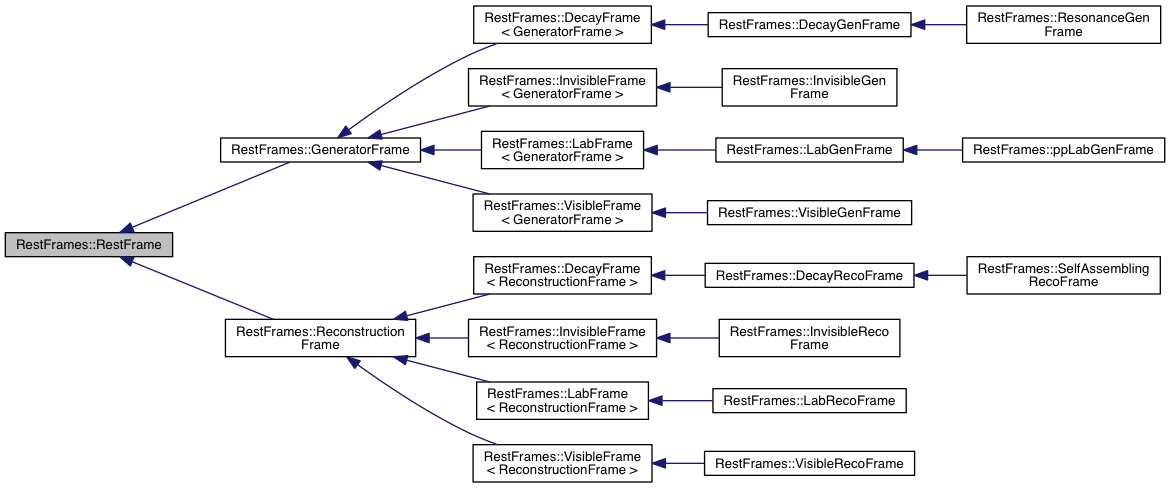 RestFrames::DecayFrame
< GeneratorFrame >
RestFrames::DecayGenFrame
RestFrames::ResonanceGen
Frame
RestFrames::InvisibleFrame
< GeneratorFrame >
RestFrames::InvisibleGen
Frame
RestFrames::GeneratorFrame
RestFrames::LabFrame
< GeneratorFrame >
RestFrames::LabGenFrame
RestFrames::ppLabGenFrame
RestFrames::VisibleFrame
< GeneratorFrame >
RestFrames::VisibleGenFrame
RestFrames::RestFrame
RestFrames::DecayFrame
< ReconstructionFrame >
RestFrames::DecayRecoFrame
RestFrames::SelfAssembling
RecoFrame
RestFrames::Reconstruction
Frame
RestFrames::InvisibleFrame
< ReconstructionFrame >
RestFrames::InvisibleReco
Frame
RestFrames::LabFrame
< ReconstructionFrame >
RestFrames::LabRecoFrame
RestFrames::VisibleFrame
< ReconstructionFrame >
RestFrames::VisibleRecoFrame